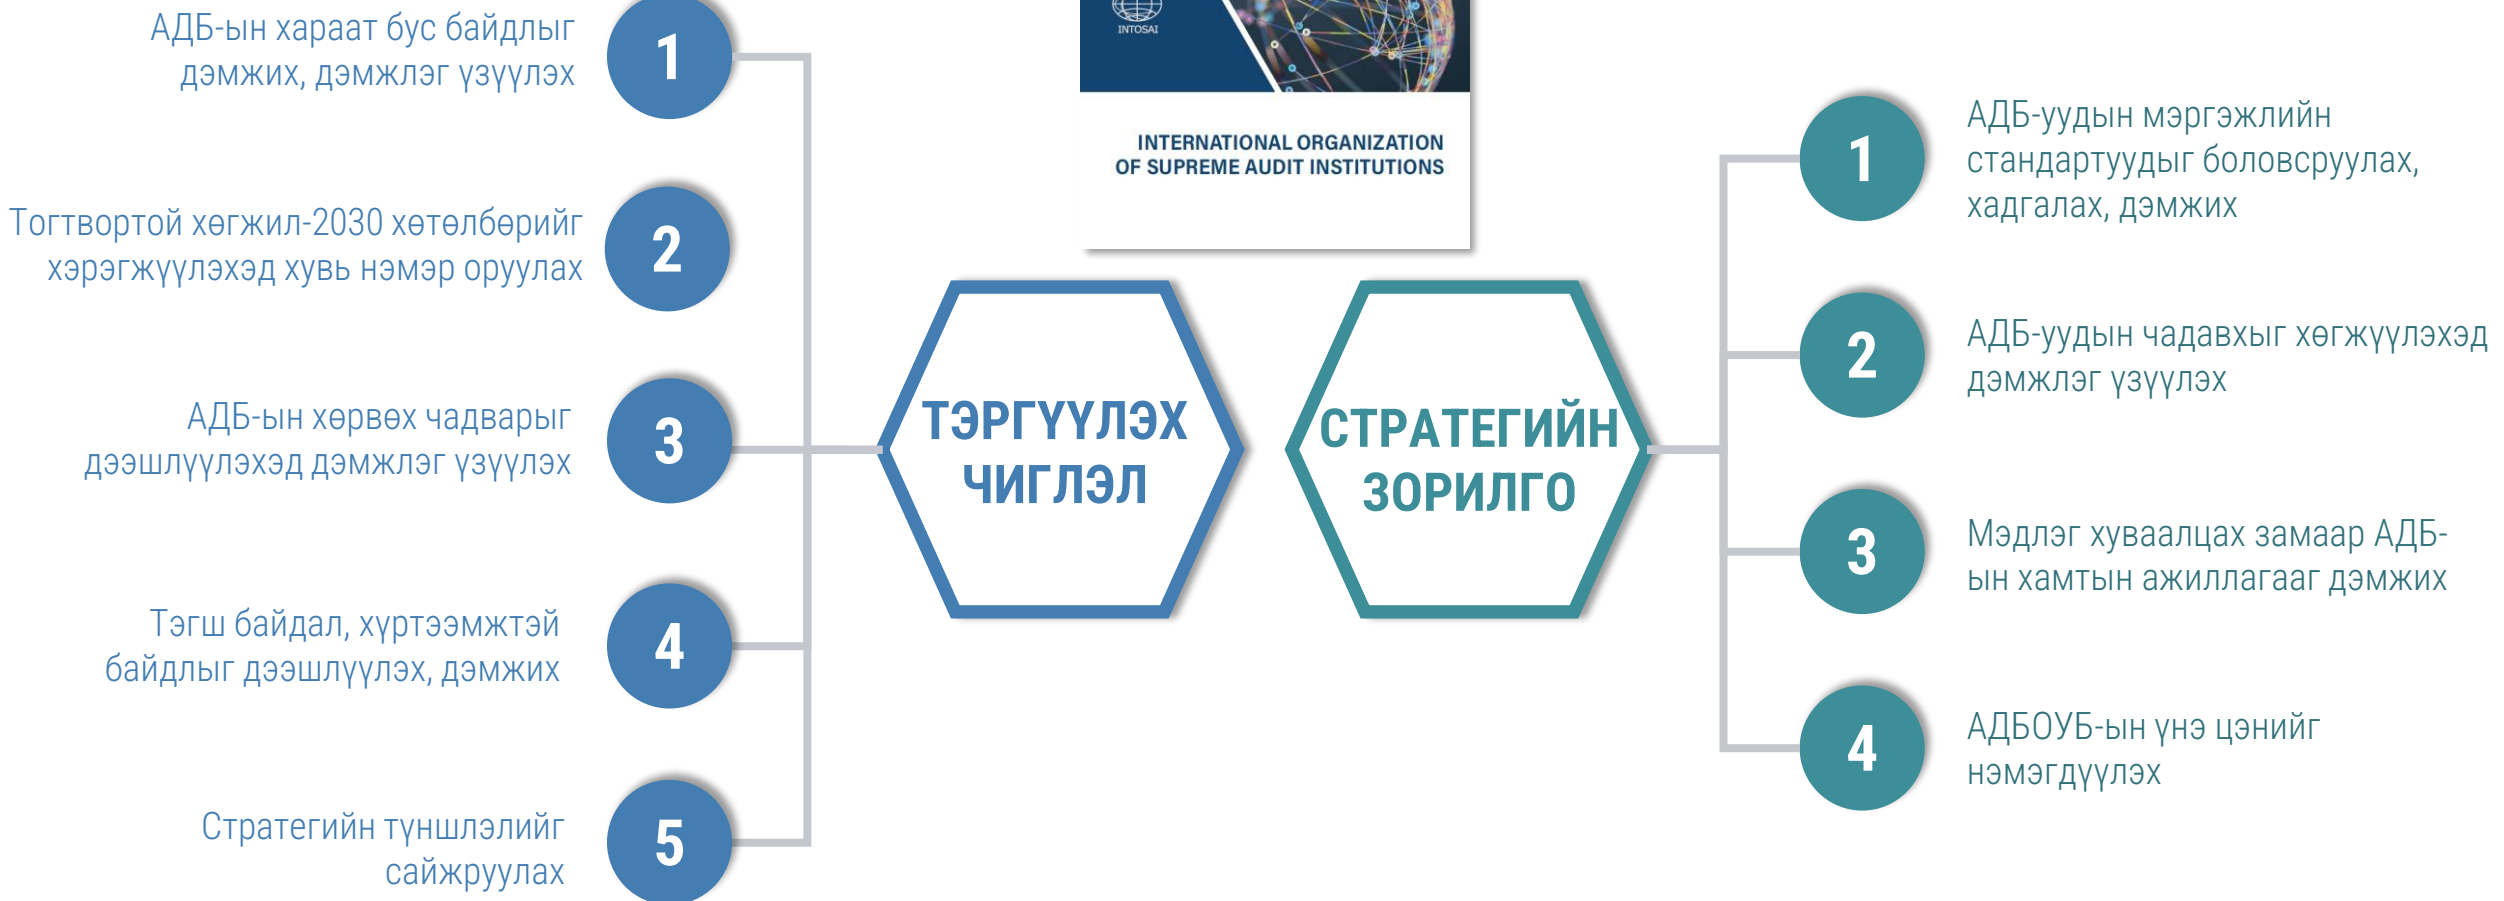 АДБ-ын хараат бус байдлыг
дэмжих, дэмжлэг үзүүлэх
1
Тогтвортой хөгжил-2030 хөтөлбөрийг
хэрэгжүүлэхэд хувь нэмэр оруулах
2
АДБ-ын хөрвөх чадварыг
дээшлүүлэхэд дэмжлэг үзүүлэх
3
Тэгш байдал, хүртээмжтэй
байдлыг дээшлүүлэх, дэмжих
4
Стратегийн түншлэлийг
сайжруулах
5
INTOSAI
INTERNATIONAL ORGANIZATION
OF SUPREME AUDIT INSTITUTIONS
ТЭРГҮҮЛЭХ
ЧИГЛЭЛ
СТРАТЕГИЙН
ЗОРИЛГО
1
АДБ-уудын мэргэжлийн
стандартуудыг боловсруулах,
хадгалах, дэмжих
2
АДБ-уудын чадавхыг хөгжүүлэхэд
дэмжлэг үзүүлэх
3
Мэдлэг хуваалцах замаар АДБ-
ын хамтын ажиллагааг дэмжих
4
АДБОУБ-ын үнэ цэнийг
нэмэгдүүлэх